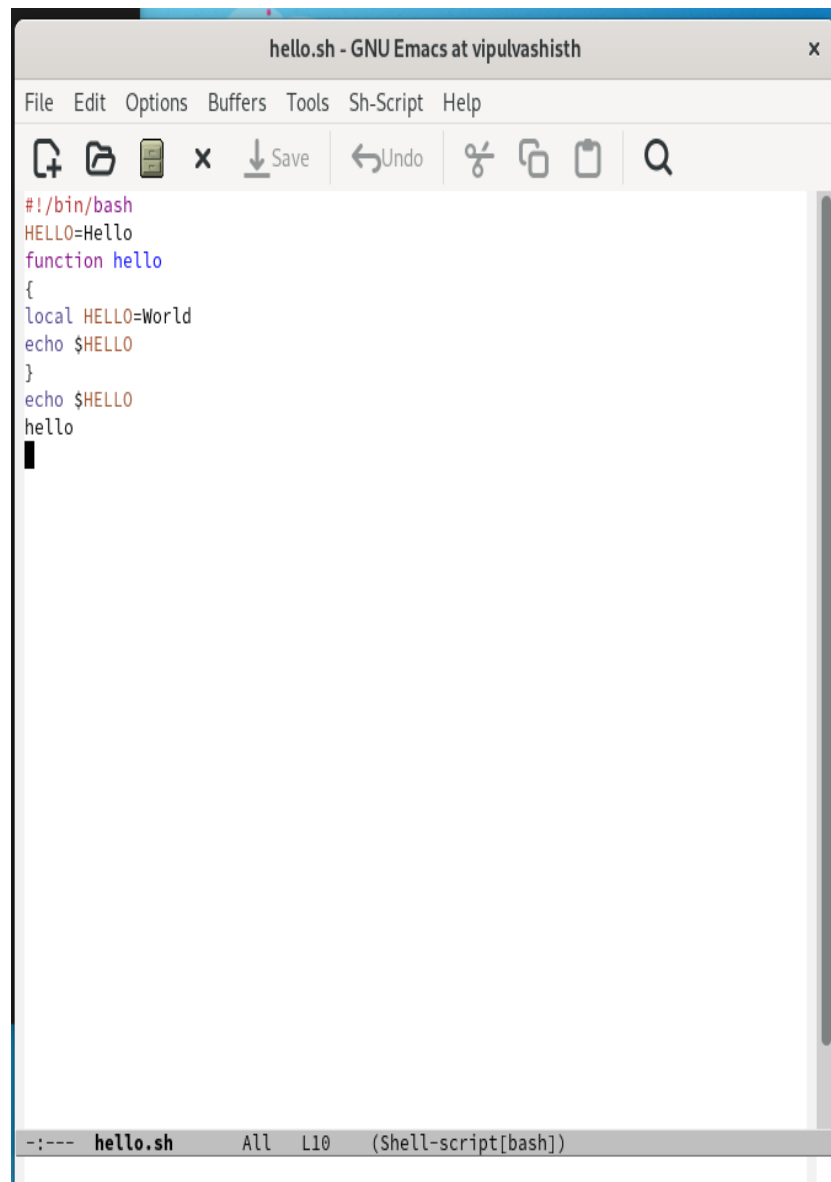 hello.sh - GNU Emacs at vipulvashisth x
File Edit Options Buffers Tools Sh-Script Help
Save Undo
#!/bin/bash
HELLO=Hello
function hello
{
local HELLO=World
echo $HELLO
}
echo $HELLO
hello
-:--- hello.sh All L10 (Shell-script[bash])